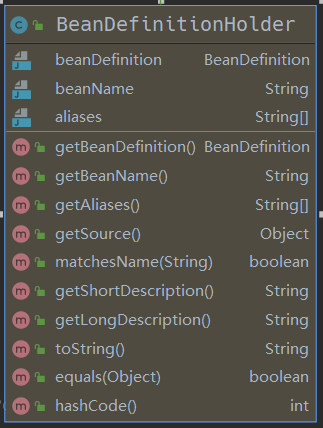 C BeanDefinitionHolder
beanDefinition BeanDefinition
beanName String
aliases String[]
m getBeanDefinition() BeanDefinition
m getBeanName() String
m getAliases() String[]
m getSource() Object
m matchesName(String) boolean
m getShortDescription() String
m getLongDescription() String
m toString() String
m equals(Object) boolean
m hashCode() int